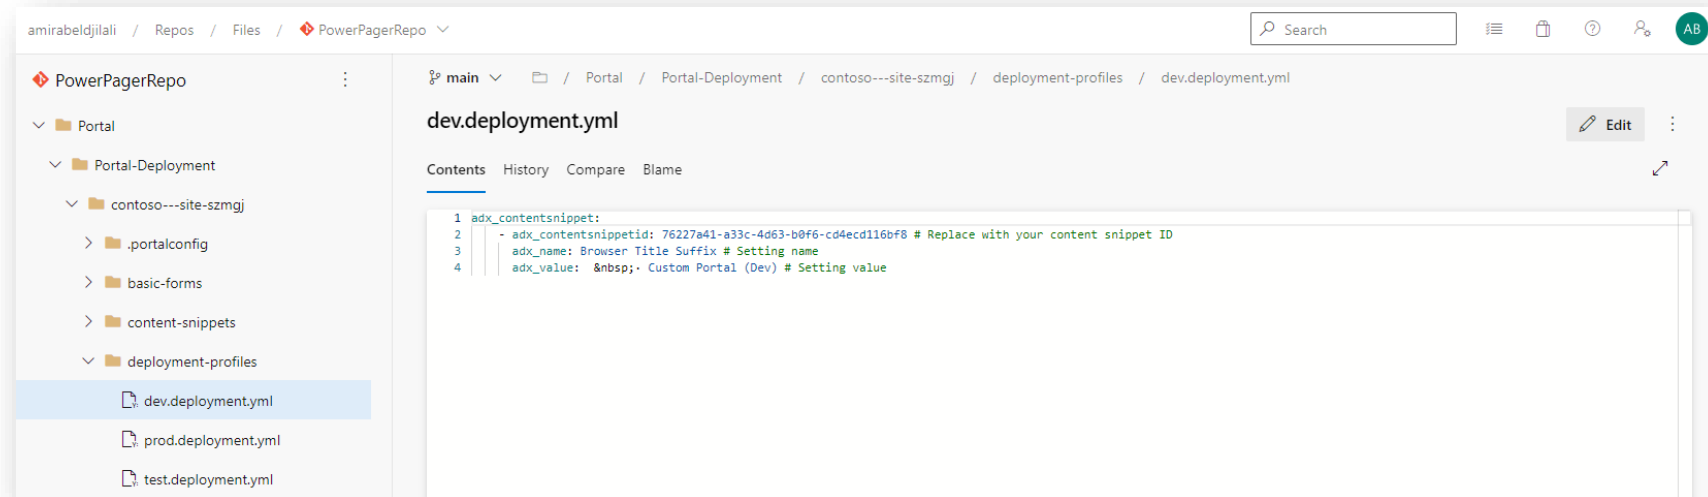 amirabeldjilali / Repos / Files / PowerPagerRepo
Search
AB
PowerPagerRepo
Portal
Portal-Deployment
contoso---site-szmgj
.portalconfig
basic-forms
content-snippets
deployment-profiles
dev.deployment.yml
prod.deployment.yml
test.deployment.yml
main / Portal / Portal-Deployment / contoso---site-szmgj / deployment-profiles / dev.deployment.yml
dev.deployment.yml
Edit
Contents History Compare Blame
1 adx_contentsnippet:
2 - adx_contentsnippetid: 76227a41-a33c-4d63-b0f6-cd4ecd116bf8 # Replace with your content snippet ID
3 adx_name: Browser Title Suffix # Setting name
4 adx_value: &nbsp;· Custom Portal (Dev) # Setting value